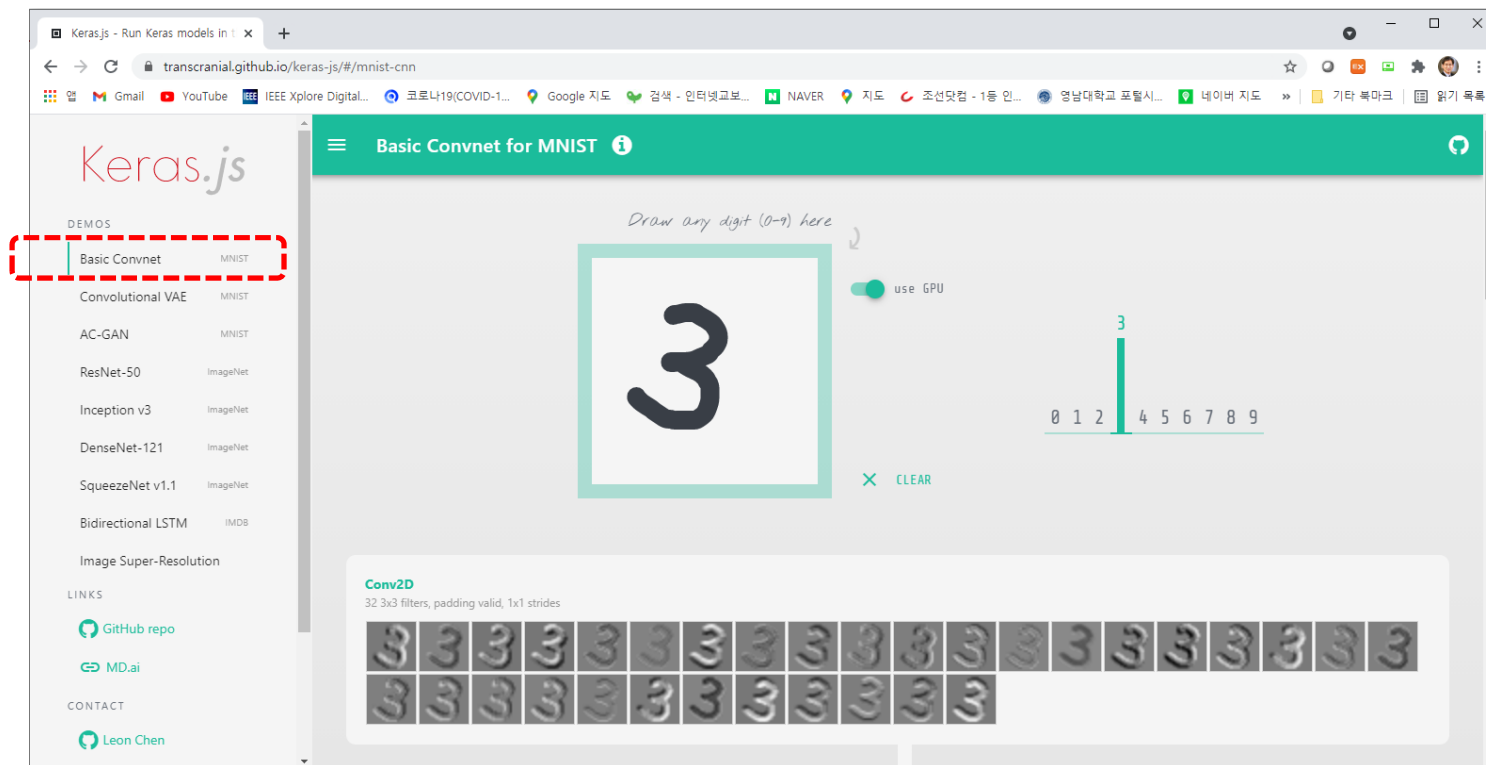 Keras.js - Run Keras models in t
transcranial.github.io/keras-js/#/mnist-cnn
앱 Gmail YouTube IEEE Xplore Digital... 코로나19(COVID-1... Google 지도 검색 - 인터넷교보... NAVER 지도 조선닷컴 - 1등 인... 영남대학교 포털시... 네이버 지도 » 기타 북마크 읽기 목록
Keras.js
Basic Convnet for MNIST
DEMOS
Basic Convnet MNIST
Convolutional VAE MNIST
AC-GAN MNIST
ResNet-50 ImageNet
Inception v3 ImageNet
DenseNet-121 ImageNet
SqueezeNet v1.1 ImageNet
Bidirectional LSTM IMDB
Image Super-Resolution
LINKS
GitHub repo
MD.ai
CONTACT
Leon Chen
Draw any digit (0-9) here
3
use GPU
3
0 1 2 4 5 6 7 8 9
CLEAR
Conv2D
32 3x3 filters, padding valid, 1x1 strides